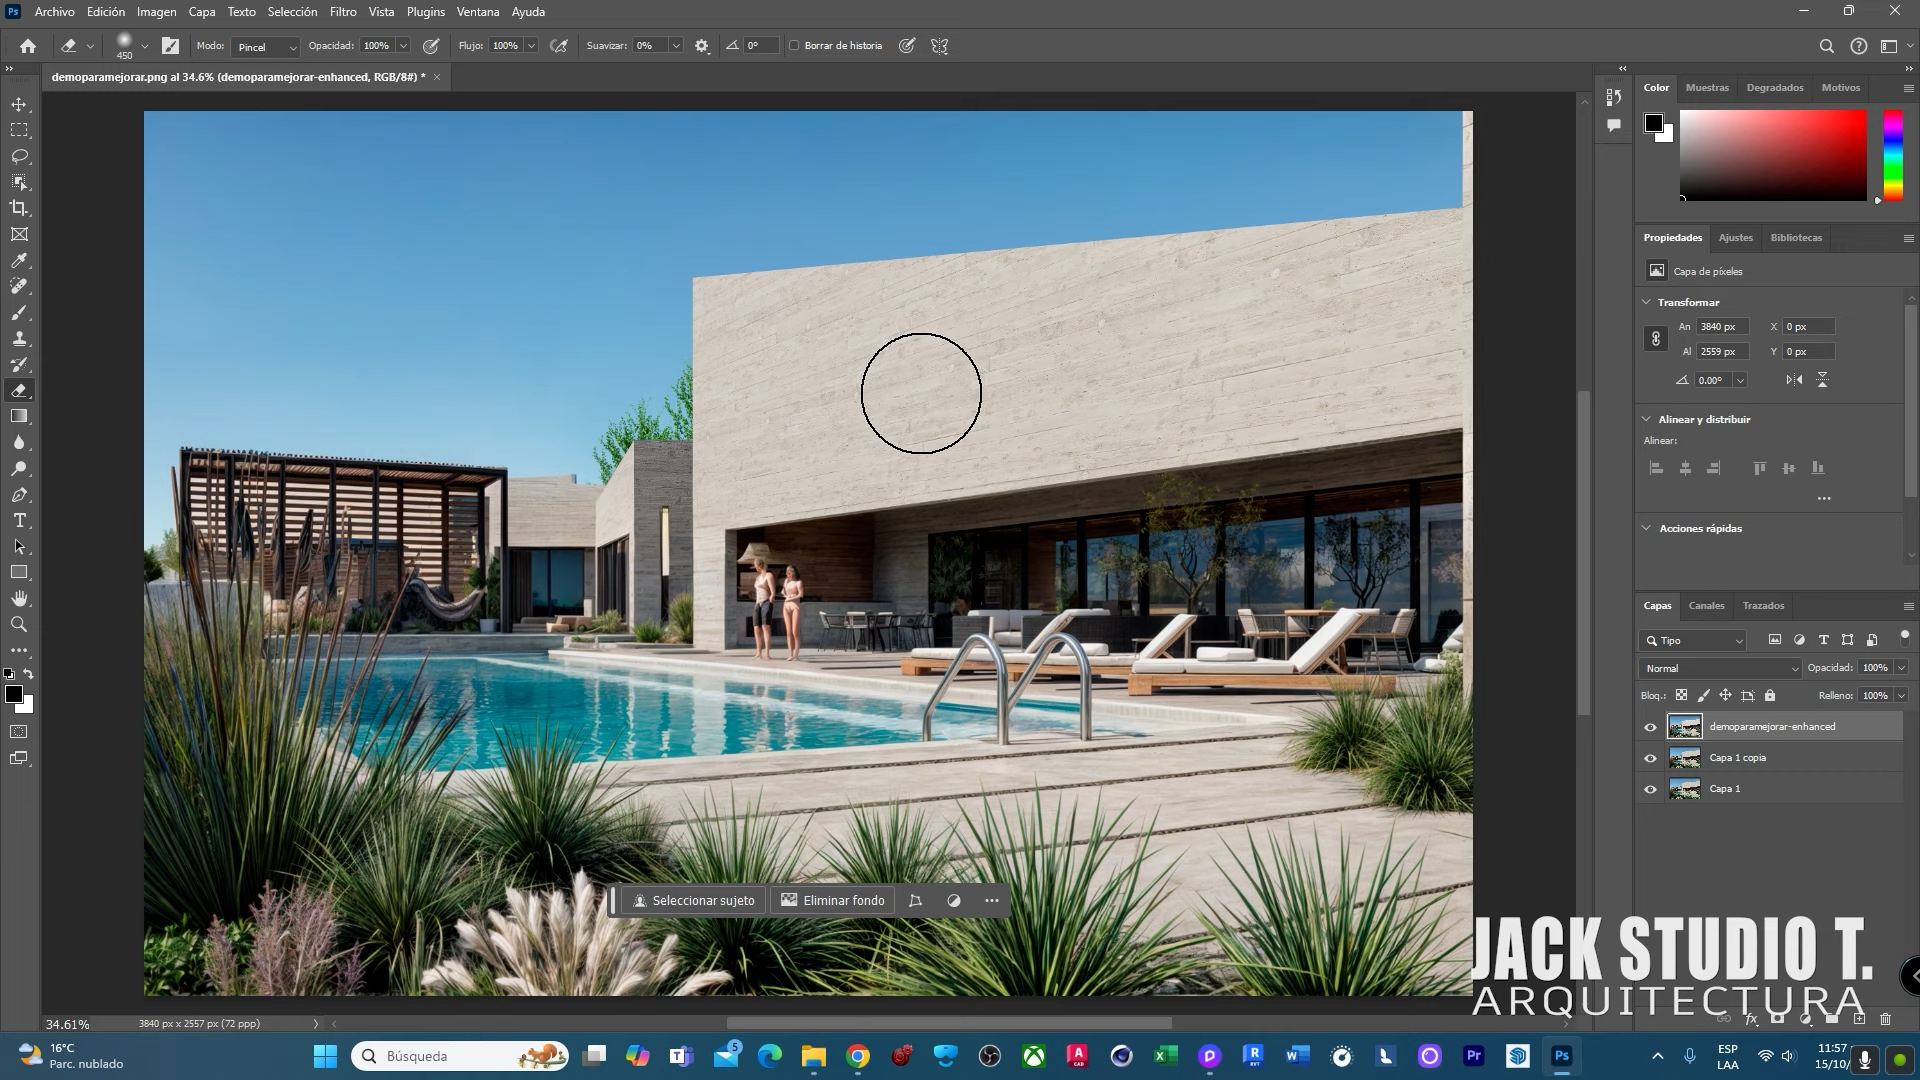 Ps Archivo Edición Imagen Capa Texto Selección Filtro Vista Plugins Ventana Ayuda
450 Modo: Pincel Opacidad: 100% Flujo: 100% Suavizar: 0% 0° Borrar de historia
demoparamejorar.png al 34.6% (demoparamejorar-enhanced, RGB/8#) *
Color Muestras Degradados Motivos
Propiedades Ajustes Bibliotecas
Capa de píxeles
Transformar
An 3840 px X 0 px
Al 2559 px Y 0 px
0.00°
Alinear y distribuir
Alinear:
Acciones rápidas
Capas Canales Trazados
Tipo
Normal Opacidad: 100%
Bloq.: Relleno: 100%
demoparamejorar-enhanced
Capa 1 copia
Capa 1
Seleccionar sujeto Eliminar fondo
JACK STUDIO T.
ARQUITECTURA
34.61% 3840 px x 2557 px (72 ppp)
16°C
Parc. nublado
Búsqueda
5
ESP
LAA
11:57
15/10/